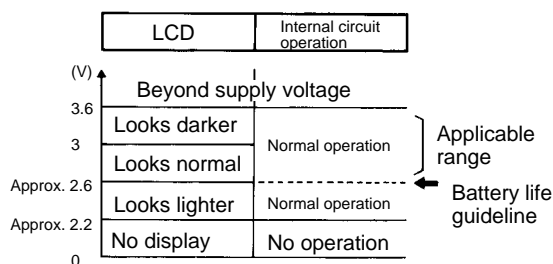 LCD
Internal circuit
operation
(V)
Beyond supply voltage
3.6
Looks darker
3
Normal operation
Applicable
range
Looks normal
Approx. 2.6
Battery life
guideline
Looks lighter
Normal operation
Approx. 2.2
No display
No operation
0